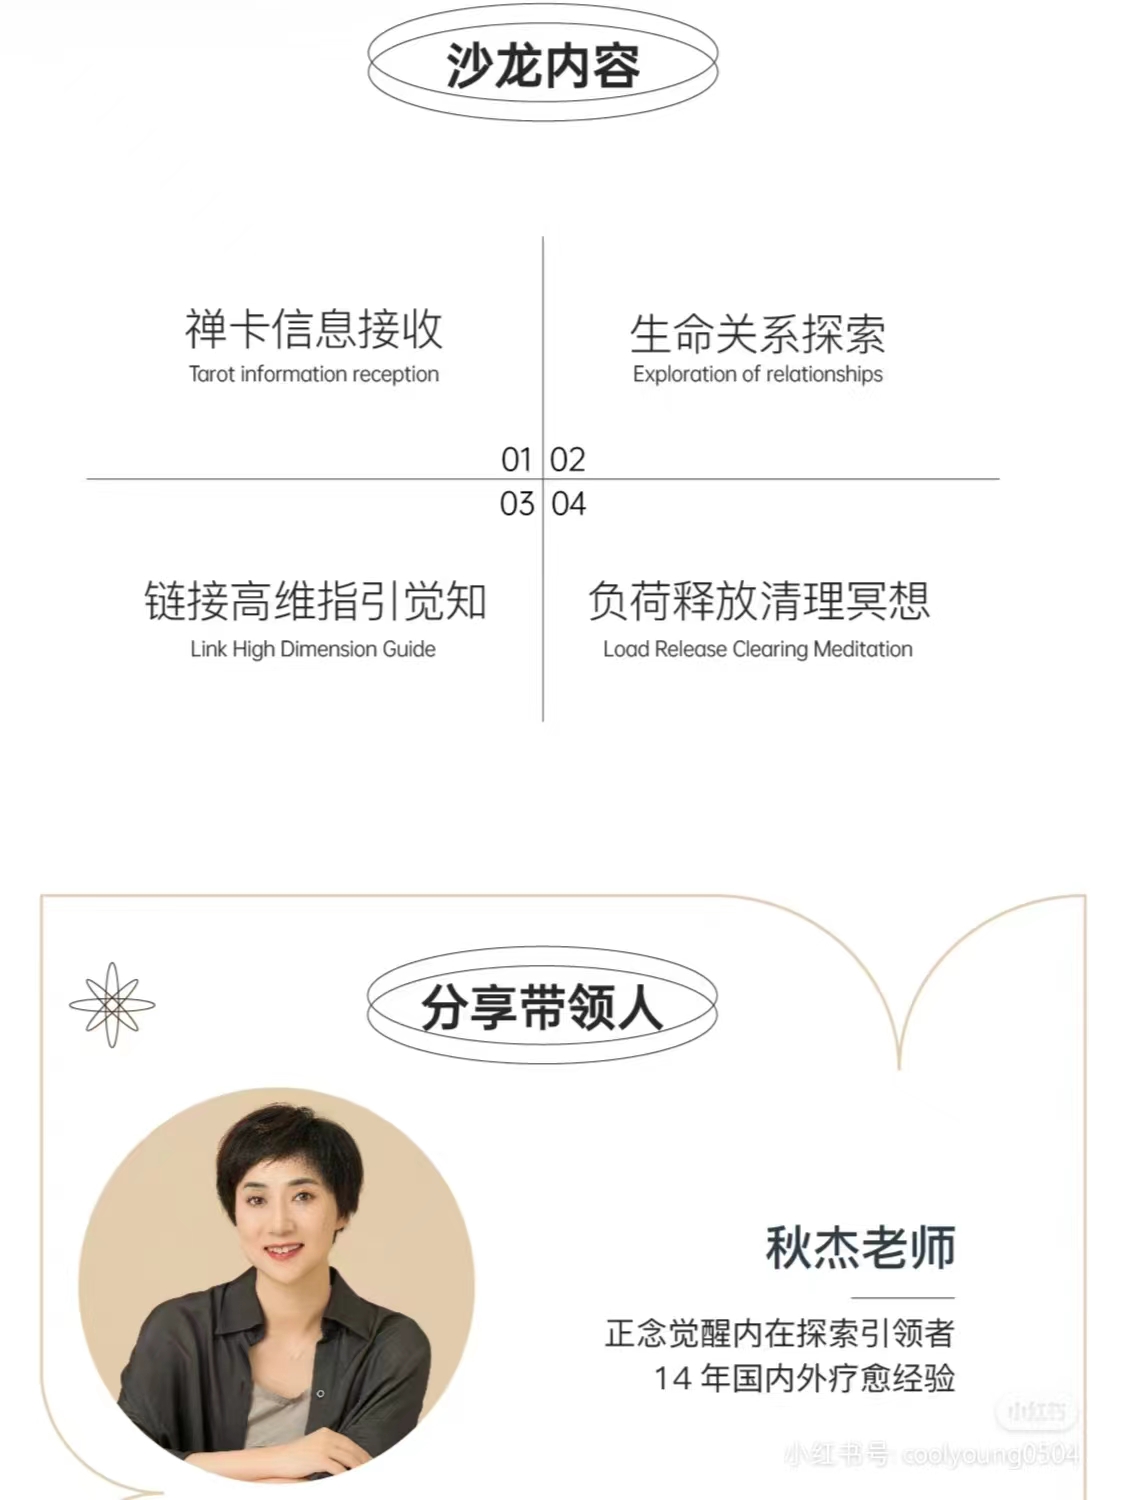 沙龙内容
禅卡信息接收
Tarot information reception
生命关系探索
Exploration of relationships
01
02
03
04
链接高维指引觉知
Link High Dimension Guide
负荷释放清理冥想
Load Release Clearing Meditation
分享带领人
秋杰老师
正念觉醒内在探索引领者
14 年国内外疗愈经验
小红书
小红书号: coolyoung0504